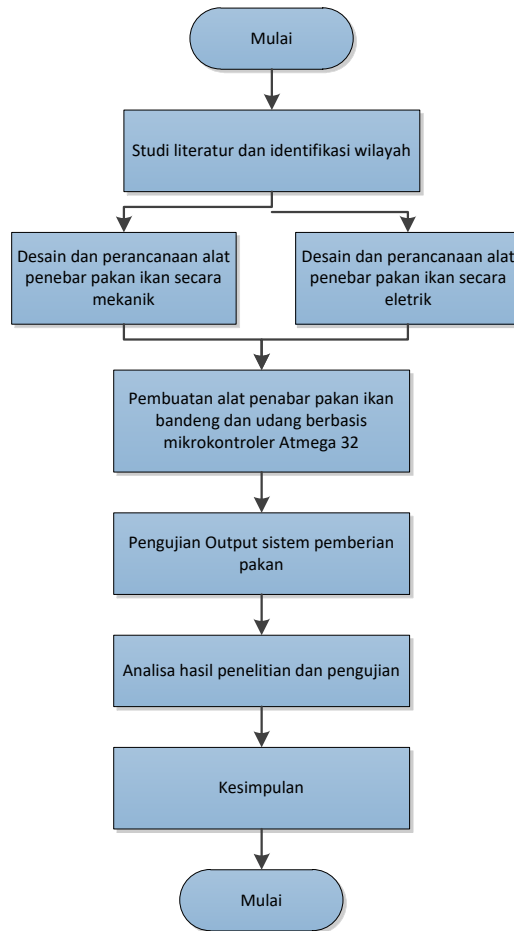 Mulai
Studi literatur dan identifikasi wilayah
Desain dan perancanaan alat
penebar pakan ikan secara
mekanik
Desain dan perancanaan alat
penebar pakan ikan secara
eletrik
Pembuatan alat penabar pakan ikan
bandeng dan udang berbasis
mikrokontroler Atmega 32
Pengujian Output sistem pemberian
pakan
Analisa hasil penelitian dan pengujian
Kesimpulan
Mulai